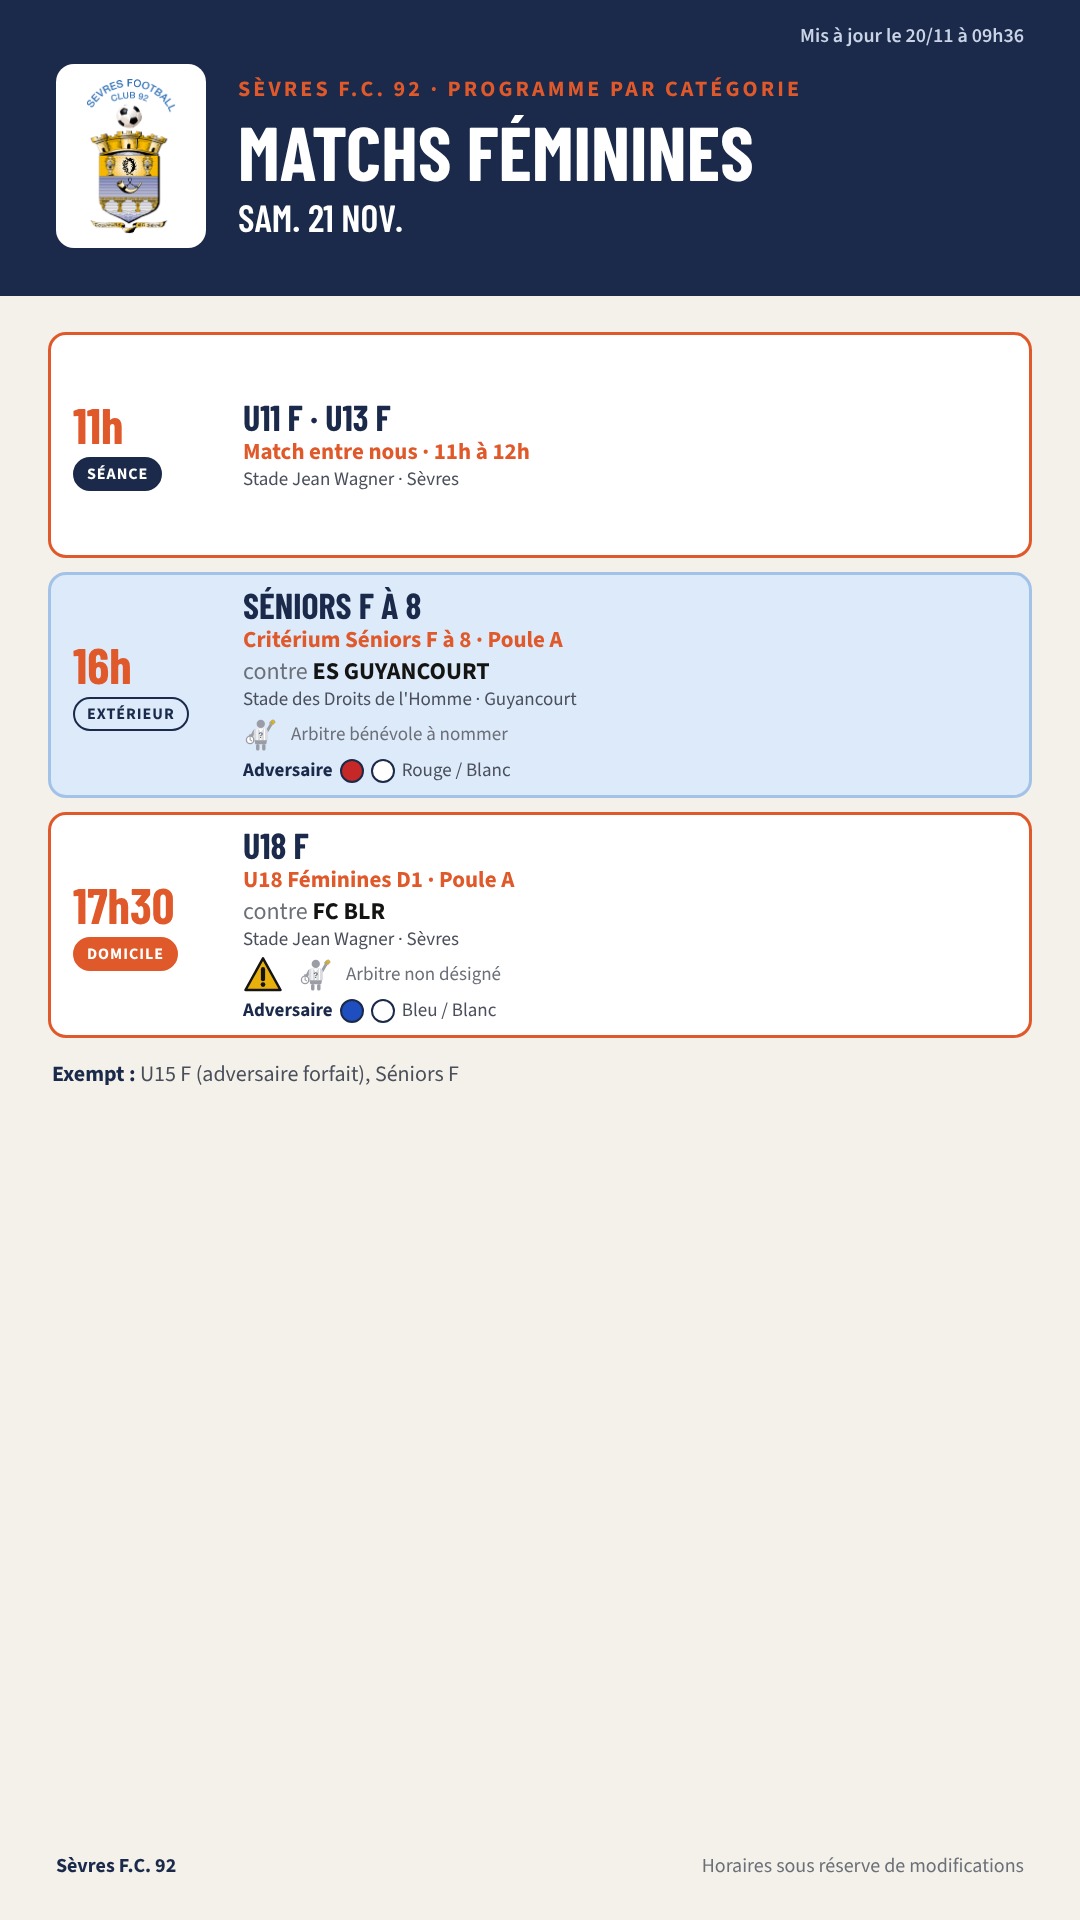 Mis à jour le 20/11 à 09h36
SEVRES FOOTBALL
CLUB 92
SÈVRES F.C. 92 · PROGRAMME PAR CATÉGORIE
MATCHS FÉMININES
SAM. 21 NOV.
11h
SÉANCE
U11 F · U13 F
Match entre nous · 11h à 12h
Stade Jean Wagner · Sèvres
16h
EXTÉRIEUR
SÉNIORS F À 8
Critérium Séniors F à 8 · Poule A
contre ES GUYANCOURT
Stade des Droits de l'Homme · Guyancourt
? Arbitre bénévole à nommer
Adversaire Rouge / Blanc
17h30
DOMICILE
U18 F
U18 Féminines D1 · Poule A
contre FC BLR
Stade Jean Wagner · Sèvres
? Arbitre non désigné
Adversaire Bleu / Blanc
Exempt : U15 F (adversaire forfait), Séniors F
Sèvres F.C. 92
Horaires sous réserve de modifications